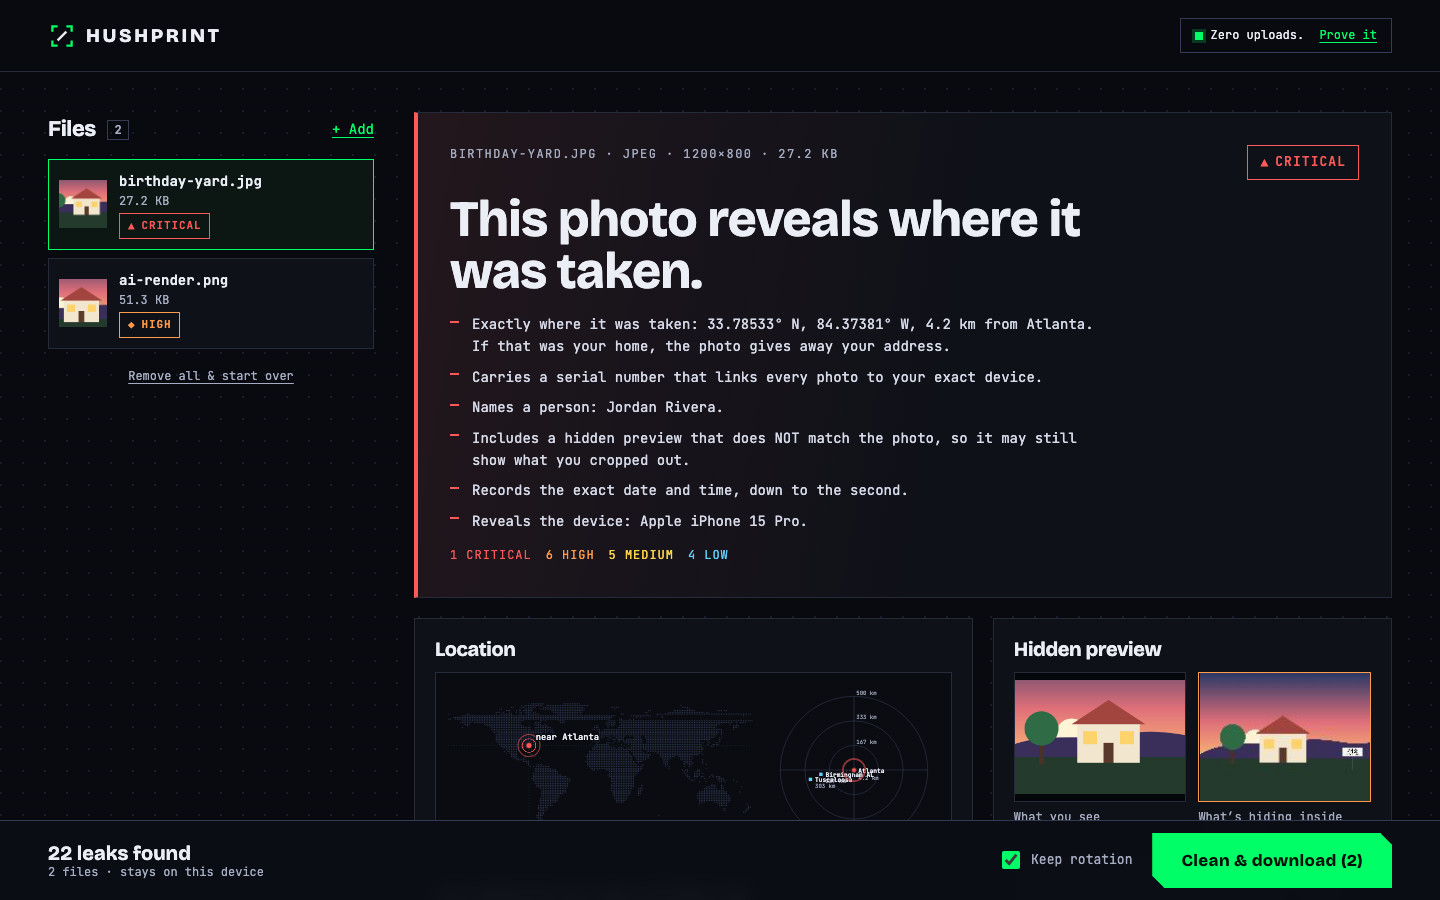 HUSHPRINT
Zero uploads. Prove it
Files 2
+ Add
birthday-yard.jpg
27.2 KB
▲ CRITICAL
ai-render.png
51.3 KB
◆ HIGH
Remove all & start over
BIRTHDAY-YARD.JPG · JPEG · 1200×800 · 27.2 KB
▲ CRITICAL
This photo reveals where it
was taken.
Exactly where it was taken: 33.78533° N, 84.37381° W, 4.2 km from Atlanta.
If that was your home, the photo gives away your address.
Carries a serial number that links every photo to your exact device.
Names a person: Jordan Rivera.
Includes a hidden preview that does NOT match the photo, so it may still
show what you cropped out.
Records the exact date and time, down to the second.
Reveals the device: Apple iPhone 15 Pro.
1 CRITICAL 6 HIGH 5 MEDIUM 4 LOW
Location
near Atlanta
500 km
333 km
167 km
Atlanta
Birmingham AL
Tuscaloosa
303 km
Hidden preview
What you see
What's hiding inside
22 leaks found
2 files · stays on this device
Keep rotation
Clean & download (2)